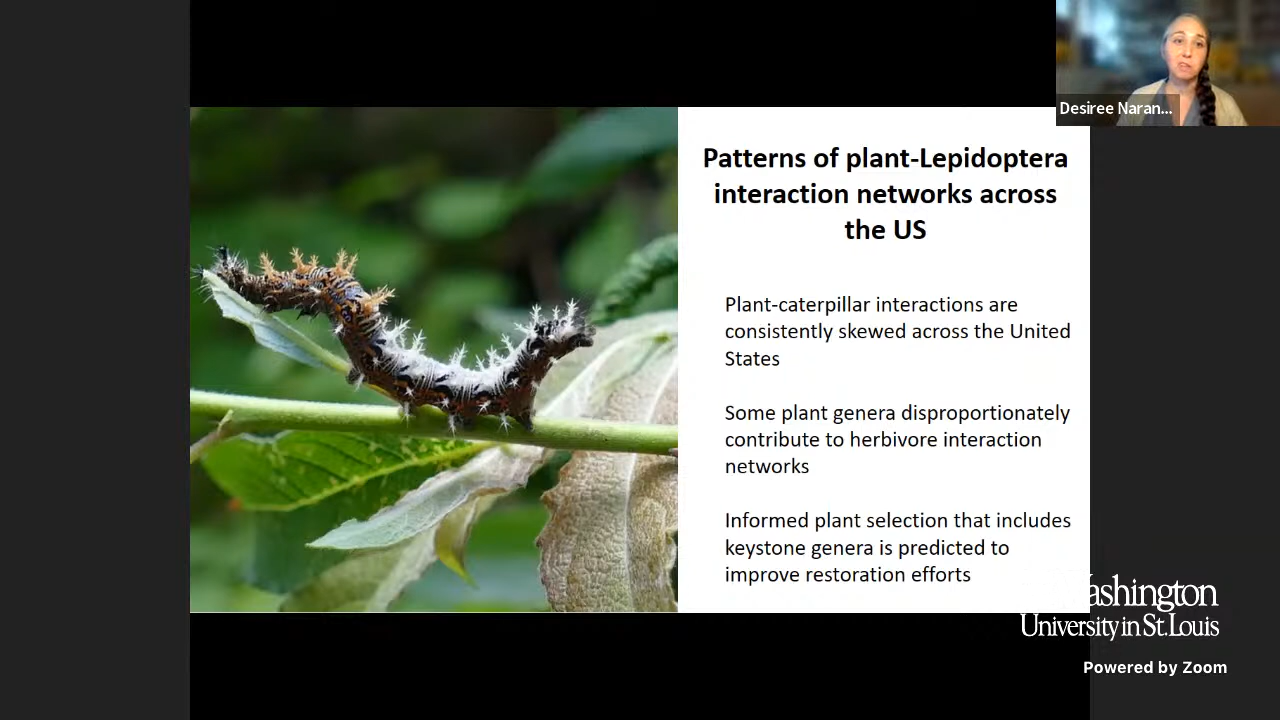 Desiree Naran...
Patterns of plant-Lepidoptera
interaction networks across
the US
Plant-caterpillar interactions are
consistently skewed across the United
States
Some plant genera disproportionately
contribute to herbivore interaction
networks
Informed plant selection that includes
keystone genera is predicted to
improve restoration efforts
Washington
University in St. Louis
Powered by Zoom